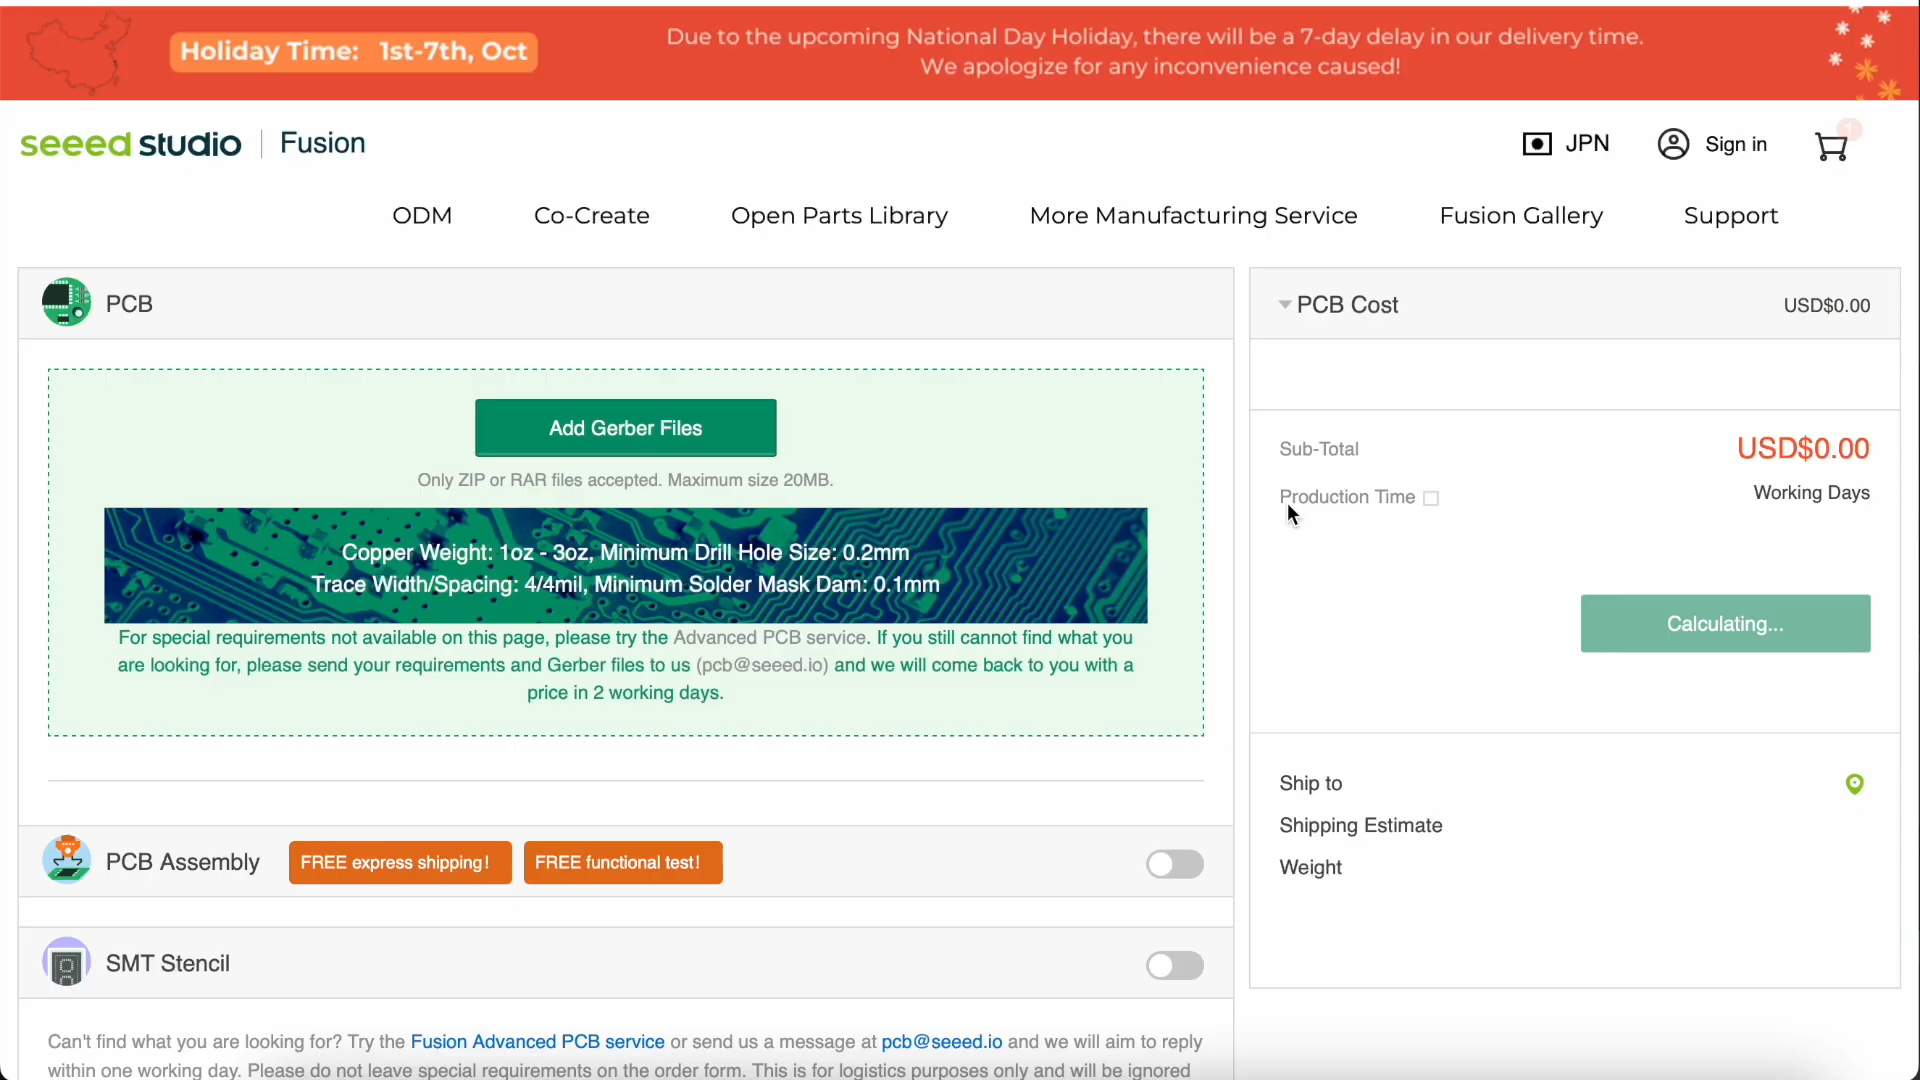 Holiday Time: 1st-7th, Oct
Due to the upcoming National Day Holiday, there will be a 7-day delay in our delivery time.
We apologize for any inconvenience caused!
seeed studio | Fusion
JPN
Sign in
1
ODM
Co-Create
Open Parts Library
More Manufacturing Service
Fusion Gallery
Support
PCB
Add Gerber Files
Only ZIP or RAR files accepted. Maximum size 20MB.
Copper Weight: 1oz - 3oz, Minimum Drill Hole Size: 0.2mm
Trace Width/Spacing: 4/4mil, Minimum Solder Mask Dam: 0.1mm
For special requirements not available on this page, please try the Advanced PCB service. If you still cannot find what you
are looking for, please send your requirements and Gerber files to us (pcb@seeed.io) and we will come back to you with a
price in 2 working days.
PCB Assembly
FREE express shipping!
FREE functional test!
SMT Stencil
Can't find what you are looking for? Try the Fusion Advanced PCB service or send us a message at pcb@seeed.io and we will aim to reply
within one working day. Please do not leave special requirements on the order form. This is for logistics purposes only and will be ignored
PCB Cost
USD$0.00
Sub-Total
USD$0.00
Production Time
Working Days
Calculating...
Ship to
Shipping Estimate
Weight